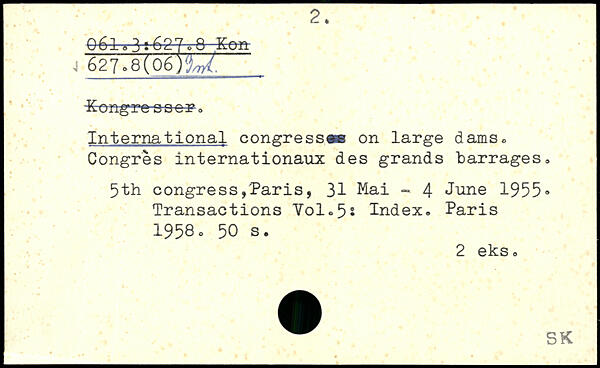 2.
061.3:627.8 Kon
627.8(06) Int.
Kongresser.
International congresses on large dams.
Congrès internationaux des grands barrages.
5th congress,Paris, 31 Mai - 4 June 1955.
Transactions Vol.5: Index. Paris
1958. 50 s.
2 eks.
SK